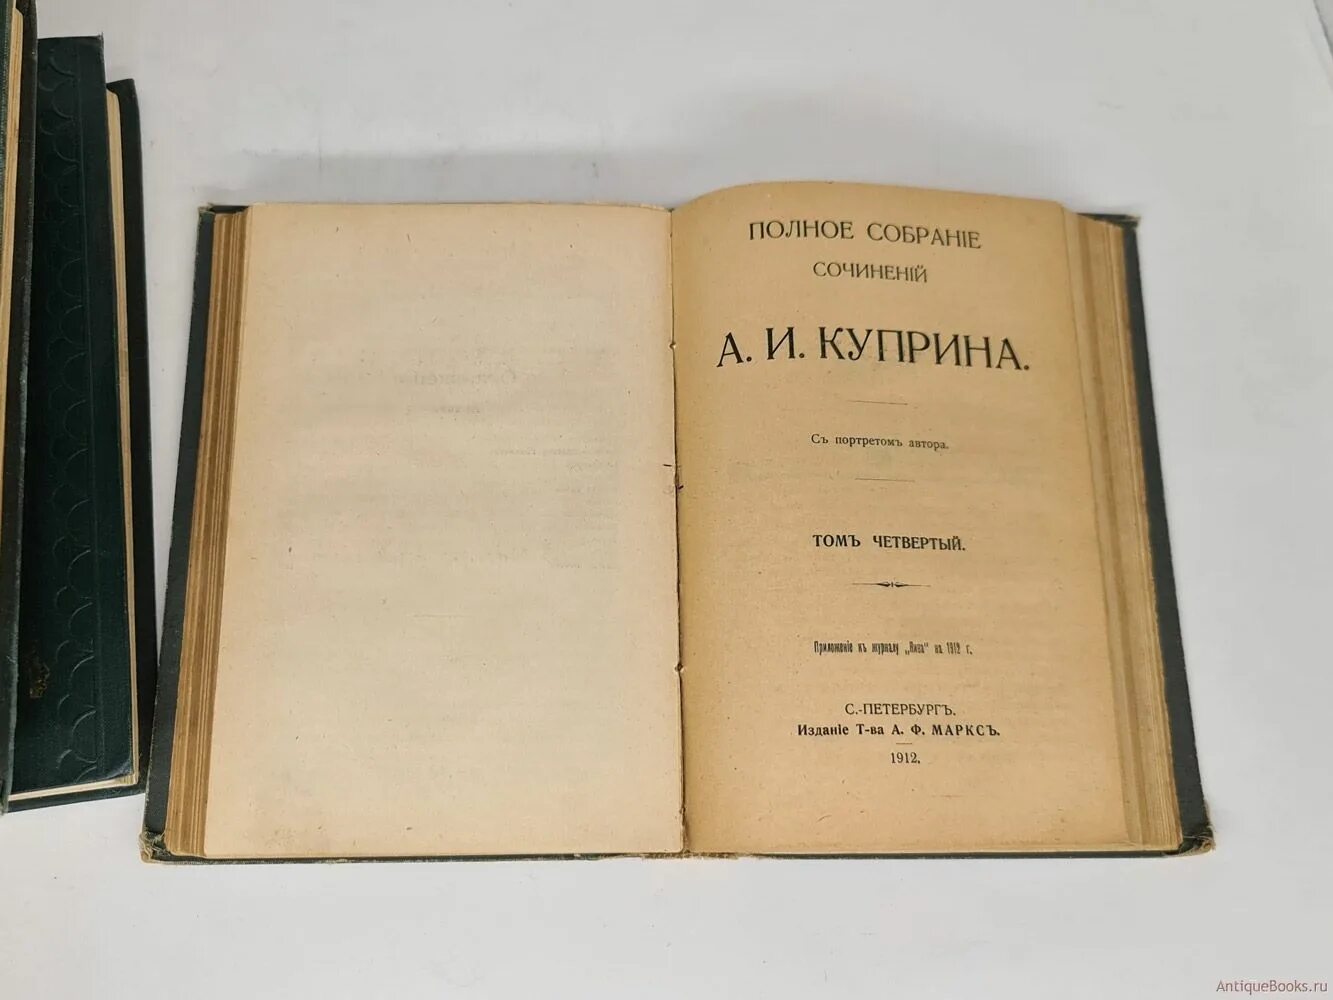 ПОЛНОЕ СОБРАНІЕ
СОЧИНЕНІЙ
А. И. КУПРИНА.
Съ портретомъ автора.
ТОМЪ ЧЕТВЕРТЫЙ.
Приложеніе къ журналу „Нива“ на 1912 г.
С.-ПЕТЕРБУРГЪ.
Изданіе Т-ва А. Ф. МАРКСЪ.
1912.
AntiqueBooks.ru